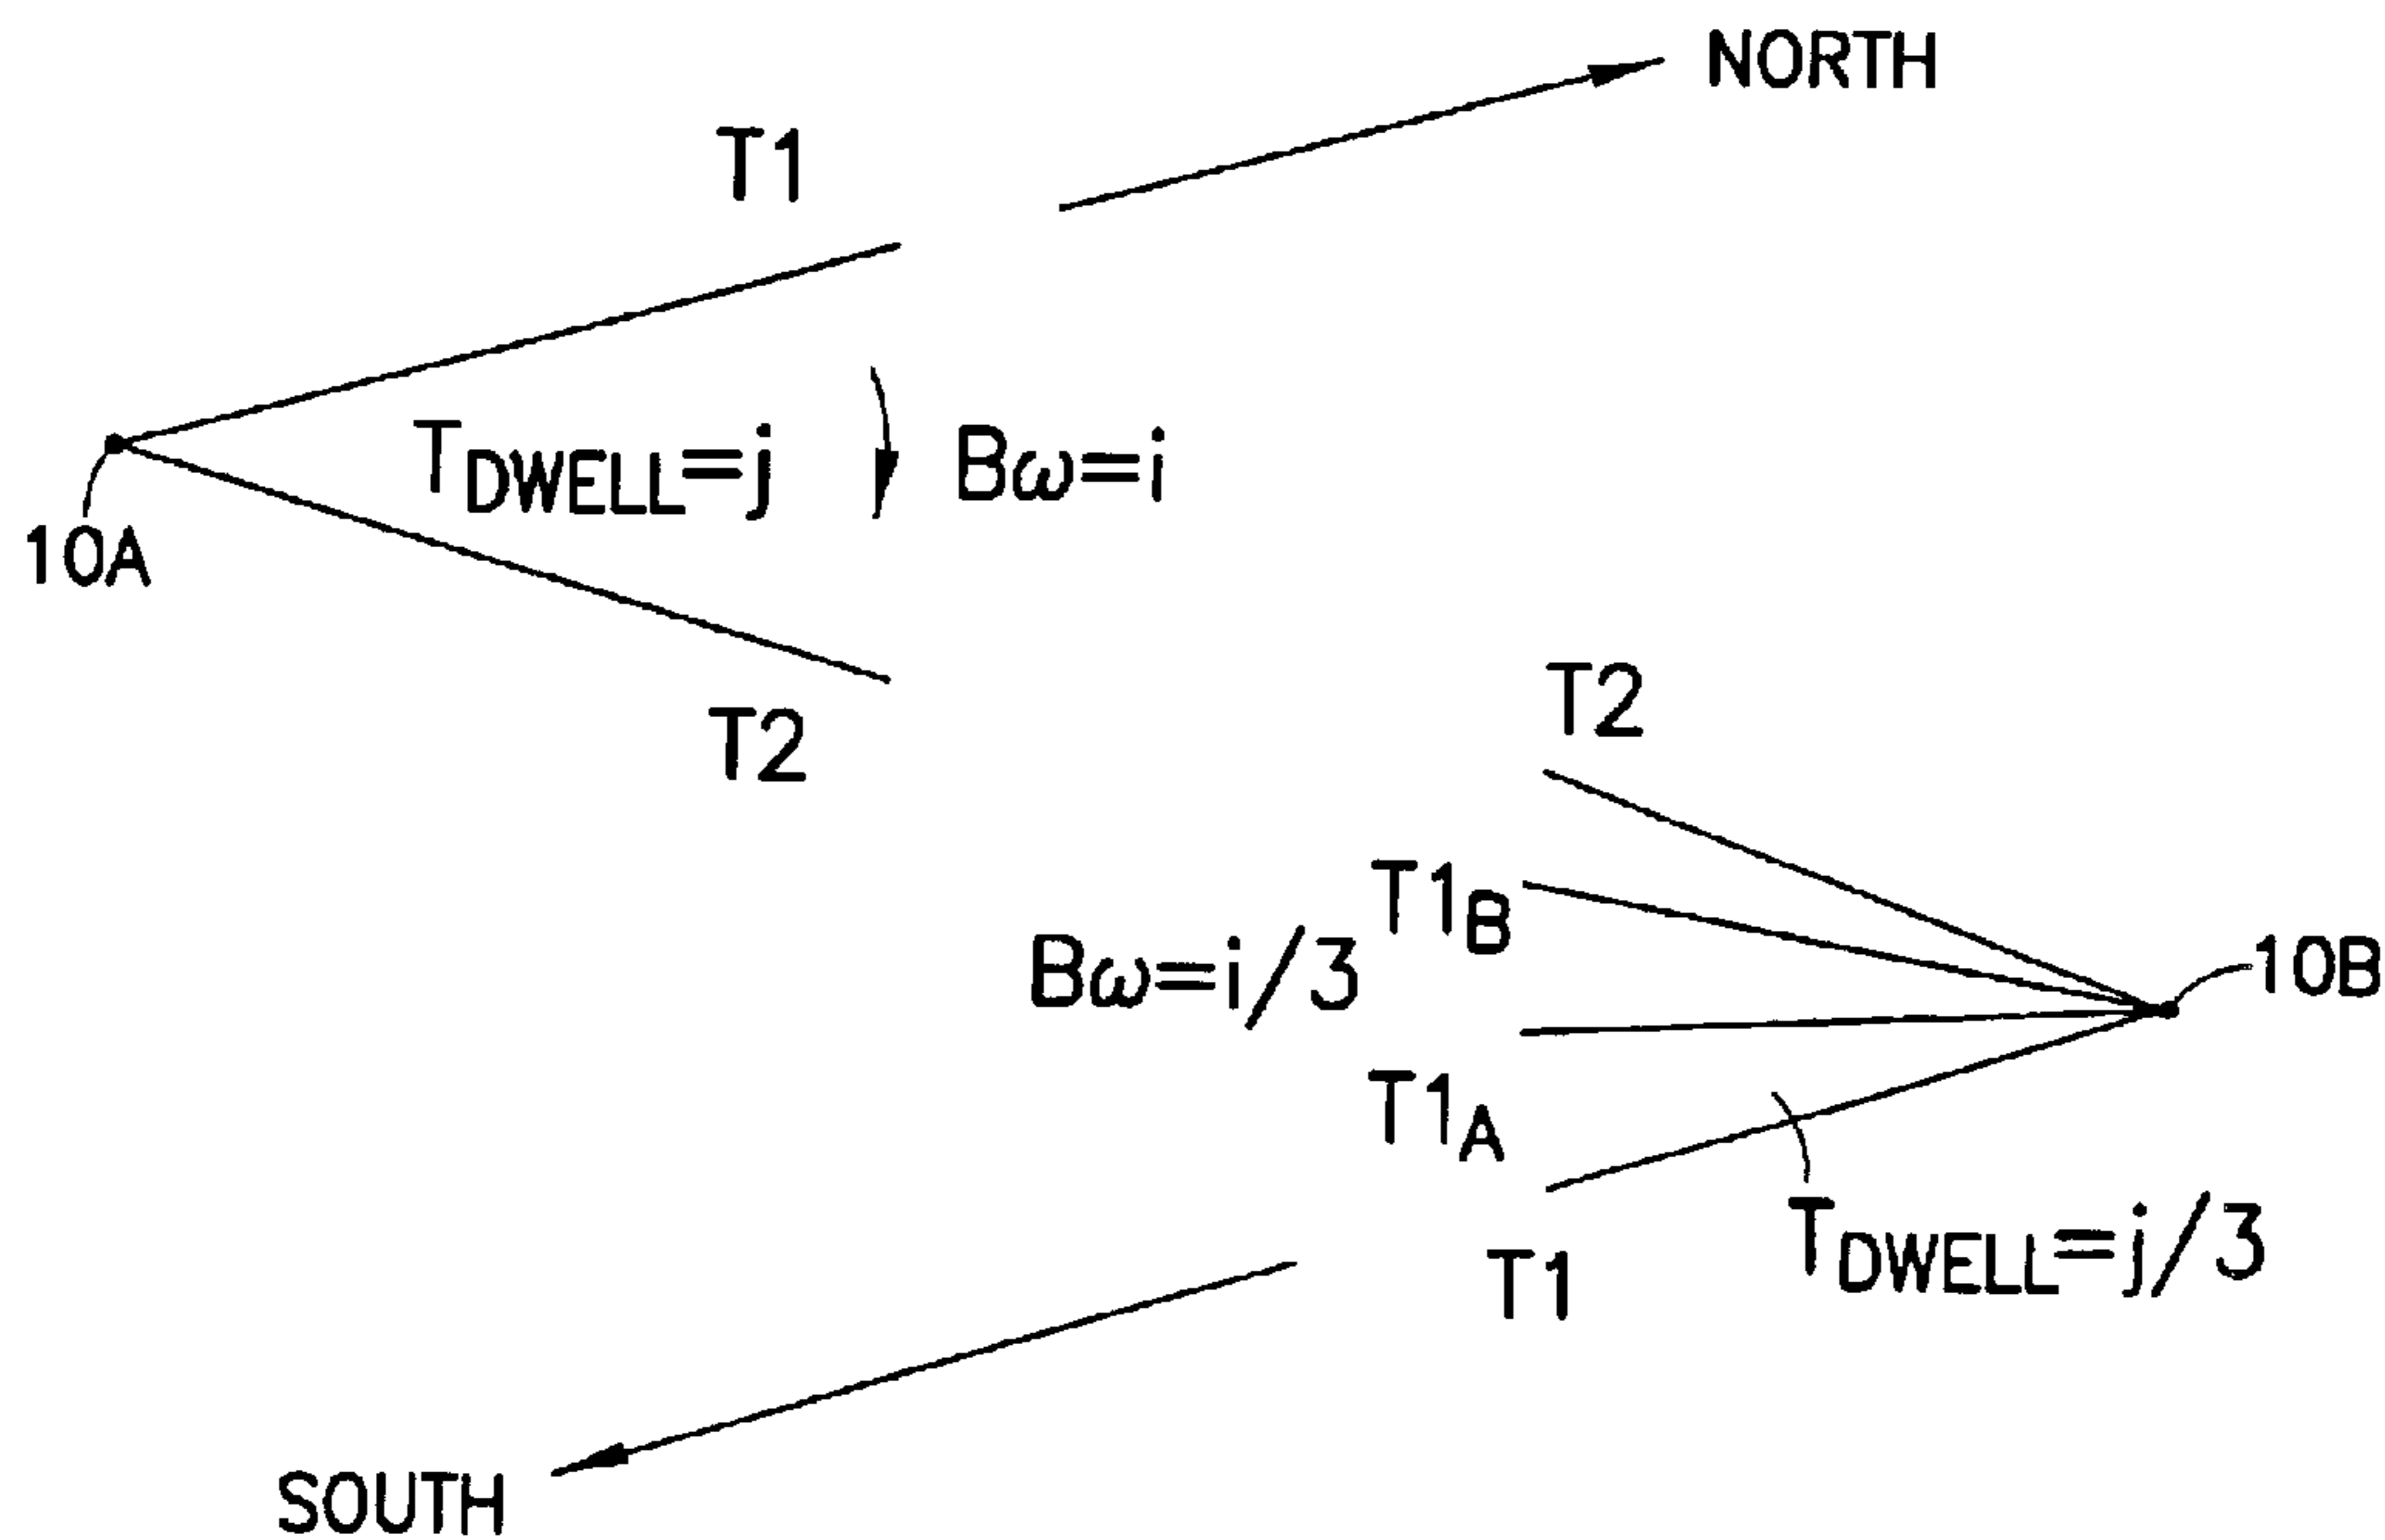 NORTH
T1
TDWELL=j
Bω=i
10A
T2
T2
T1B
Bω=i/3
10B
T1A
TDWELL=j/3
T1
SOUTH